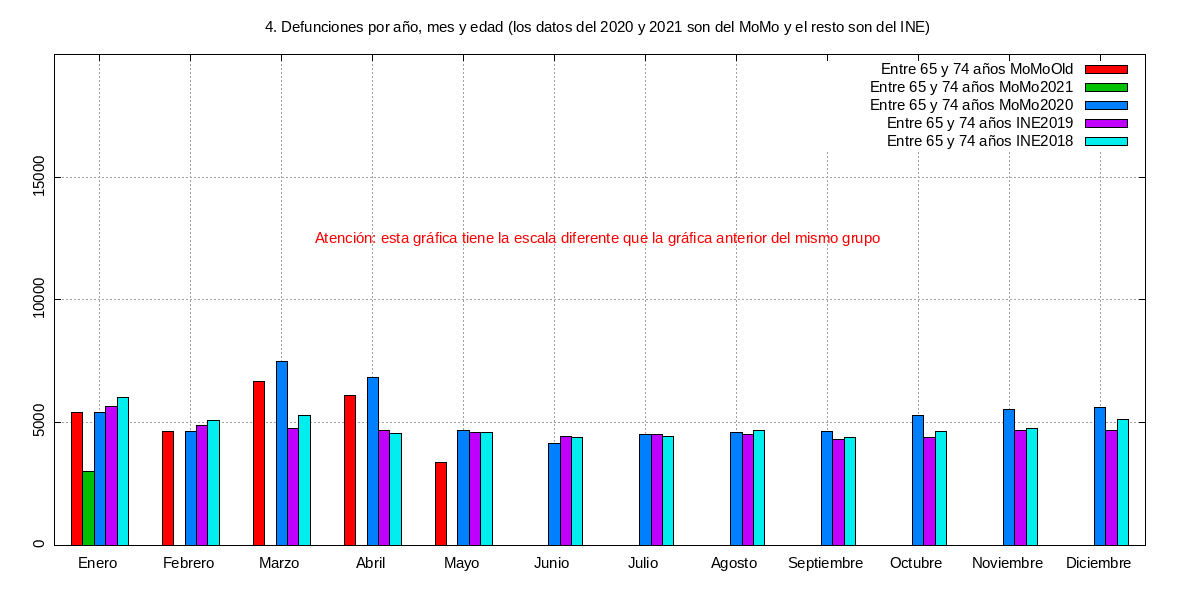 4. Defunciones por año, mes y edad (los datos del 2020 y 2021 son del MoMo y el resto son del INE)
Entre 65 y 74 años MoMoOld
Entre 65 y 74 años MoMo2021
Entre 65 y 74 años MoMo2020
Entre 65 y 74 años INE2019
Entre 65 y 74 años INE2018
15000
Atención: esta gráfica tiene la escala diferente que la gráfica anterior del mismo grupo
10000
5000
0
Enero Febrero Marzo Abril Mayo Junio Julio Agosto Septiembre Octubre Noviembre Diciembre